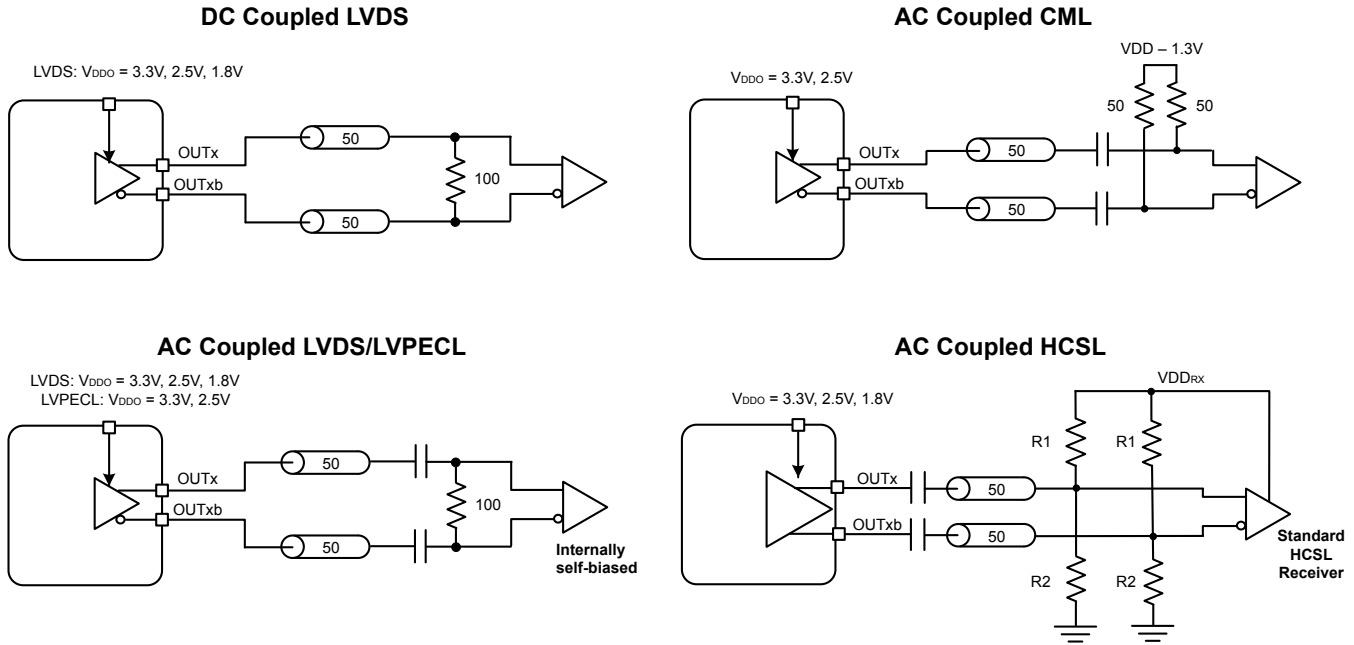 DC Coupled LVDS
LVDS: VDDO = 3.3V, 2.5V, 1.8V
OUTx
OUTxb
50
50
100
AC Coupled CML
VDD – 1.3V
VDDO = 3.3V, 2.5V
50
50
OUTx
OUTxb
50
50
AC Coupled LVDS/LVPECL
LVDS: VDDO = 3.3V, 2.5V, 1.8V
LVPECL: VDDO = 3.3V, 2.5V
OUTx
OUTxb
50
50
100
Internally
self-biased
AC Coupled HCSL
VDDRX
VDDO = 3.3V, 2.5V, 1.8V
R1
R1
OUTx
OUTxb
50
50
R2
R2
Standard
HCSL
Receiver